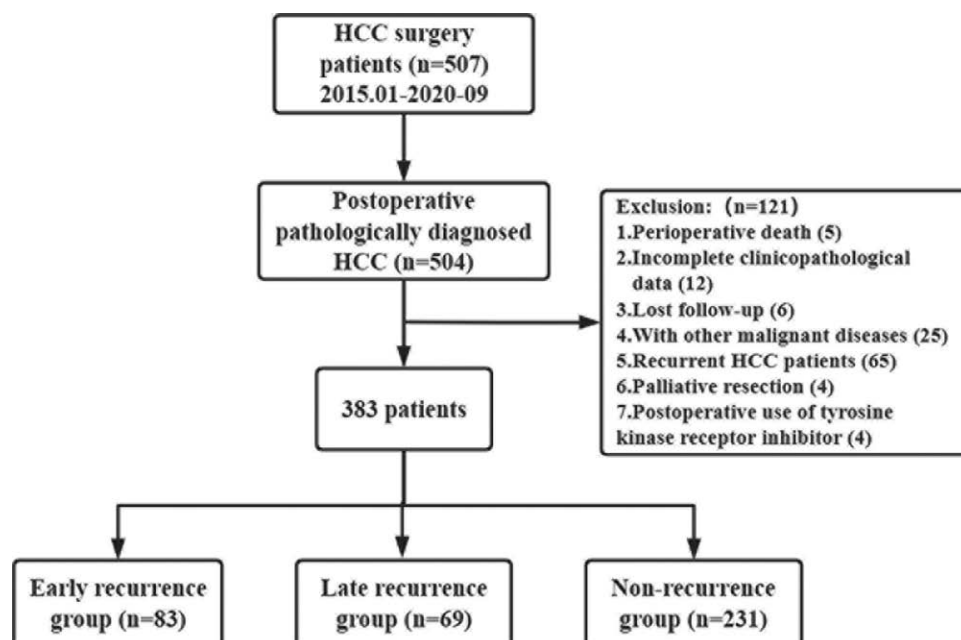 HCC surgery
patients (n=507)
2015.01-2020-09
Postoperative
pathologically diagnosed
HCC (n=504)
Exclusion: (n=121)
1.Perioperative death (5)
2.Incomplete clinicopathological
data (12)
3.Lost follow-up (6)
4.With other malignant diseases (25)
5.Recurrent HCC patients (65)
6.Palliative resection (4)
7.Postoperative use of tyrosine
kinase receptor inhibitor (4)
383 patients
Early recurrence
group (n=83)
Late recurrence
group (n=69)
Non-recurrence
group (n=231)